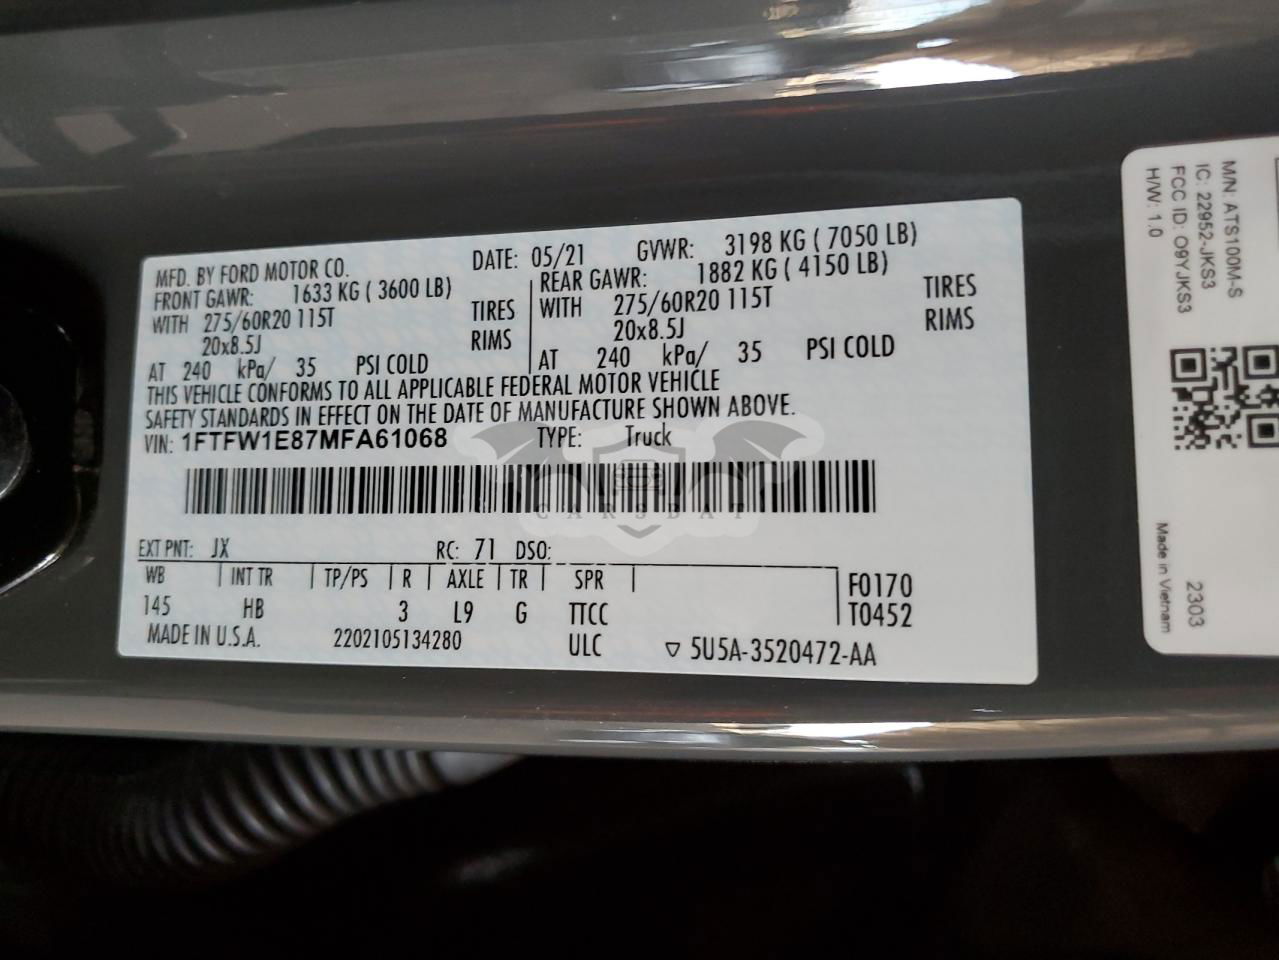 MFD. BY FORD MOTOR CO. DATE: 05/21 GVWR: 3198 KG ( 7050 LB)
FRONT GAWR: 1633 KG ( 3600 LB) REAR GAWR: 1882 KG ( 4150 LB)
WITH 275/60R20 115T TIRES WITH 275/60R20 115T TIRES
20x8.5J RIMS 20x8.5J RIMS
AT 240 kPa/ 35 PSI COLD AT 240 kPa/ 35 PSI COLD
THIS VEHICLE CONFORMS TO ALL APPLICABLE FEDERAL MOTOR VEHICLE
SAFETY STANDARDS IN EFFECT ON THE DATE OF MANUFACTURE SHOWN ABOVE.
VIN: 1FTFW1E87MFA61068 TYPE: Truck
CARSBAT
EXT PNT: JX RC: 71 DSO:
WB INT TR TP/PS R AXLE TR SPR F0170
145 HB 3 L9 G TTCC T0452
MADE IN U.S.A. 2202105134280 ULC ▽ 5U5A-3520472-AA
M/N: ATS100M-S
IC: 22952-JKS3
FCC ID: O9YJKS3
H/W: 1.0
2303
Made in Vietnam